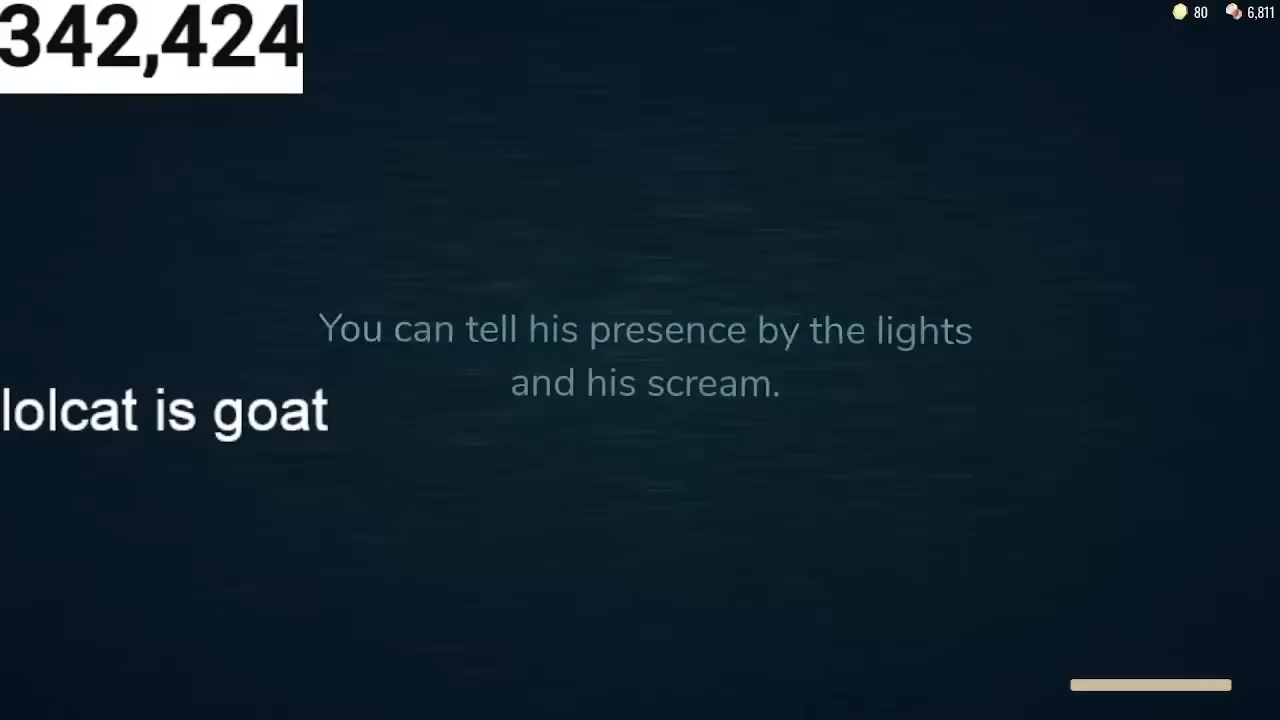 342,424
80 6,811
You can tell his presence by the lights
and his scream.
lolcat is goat